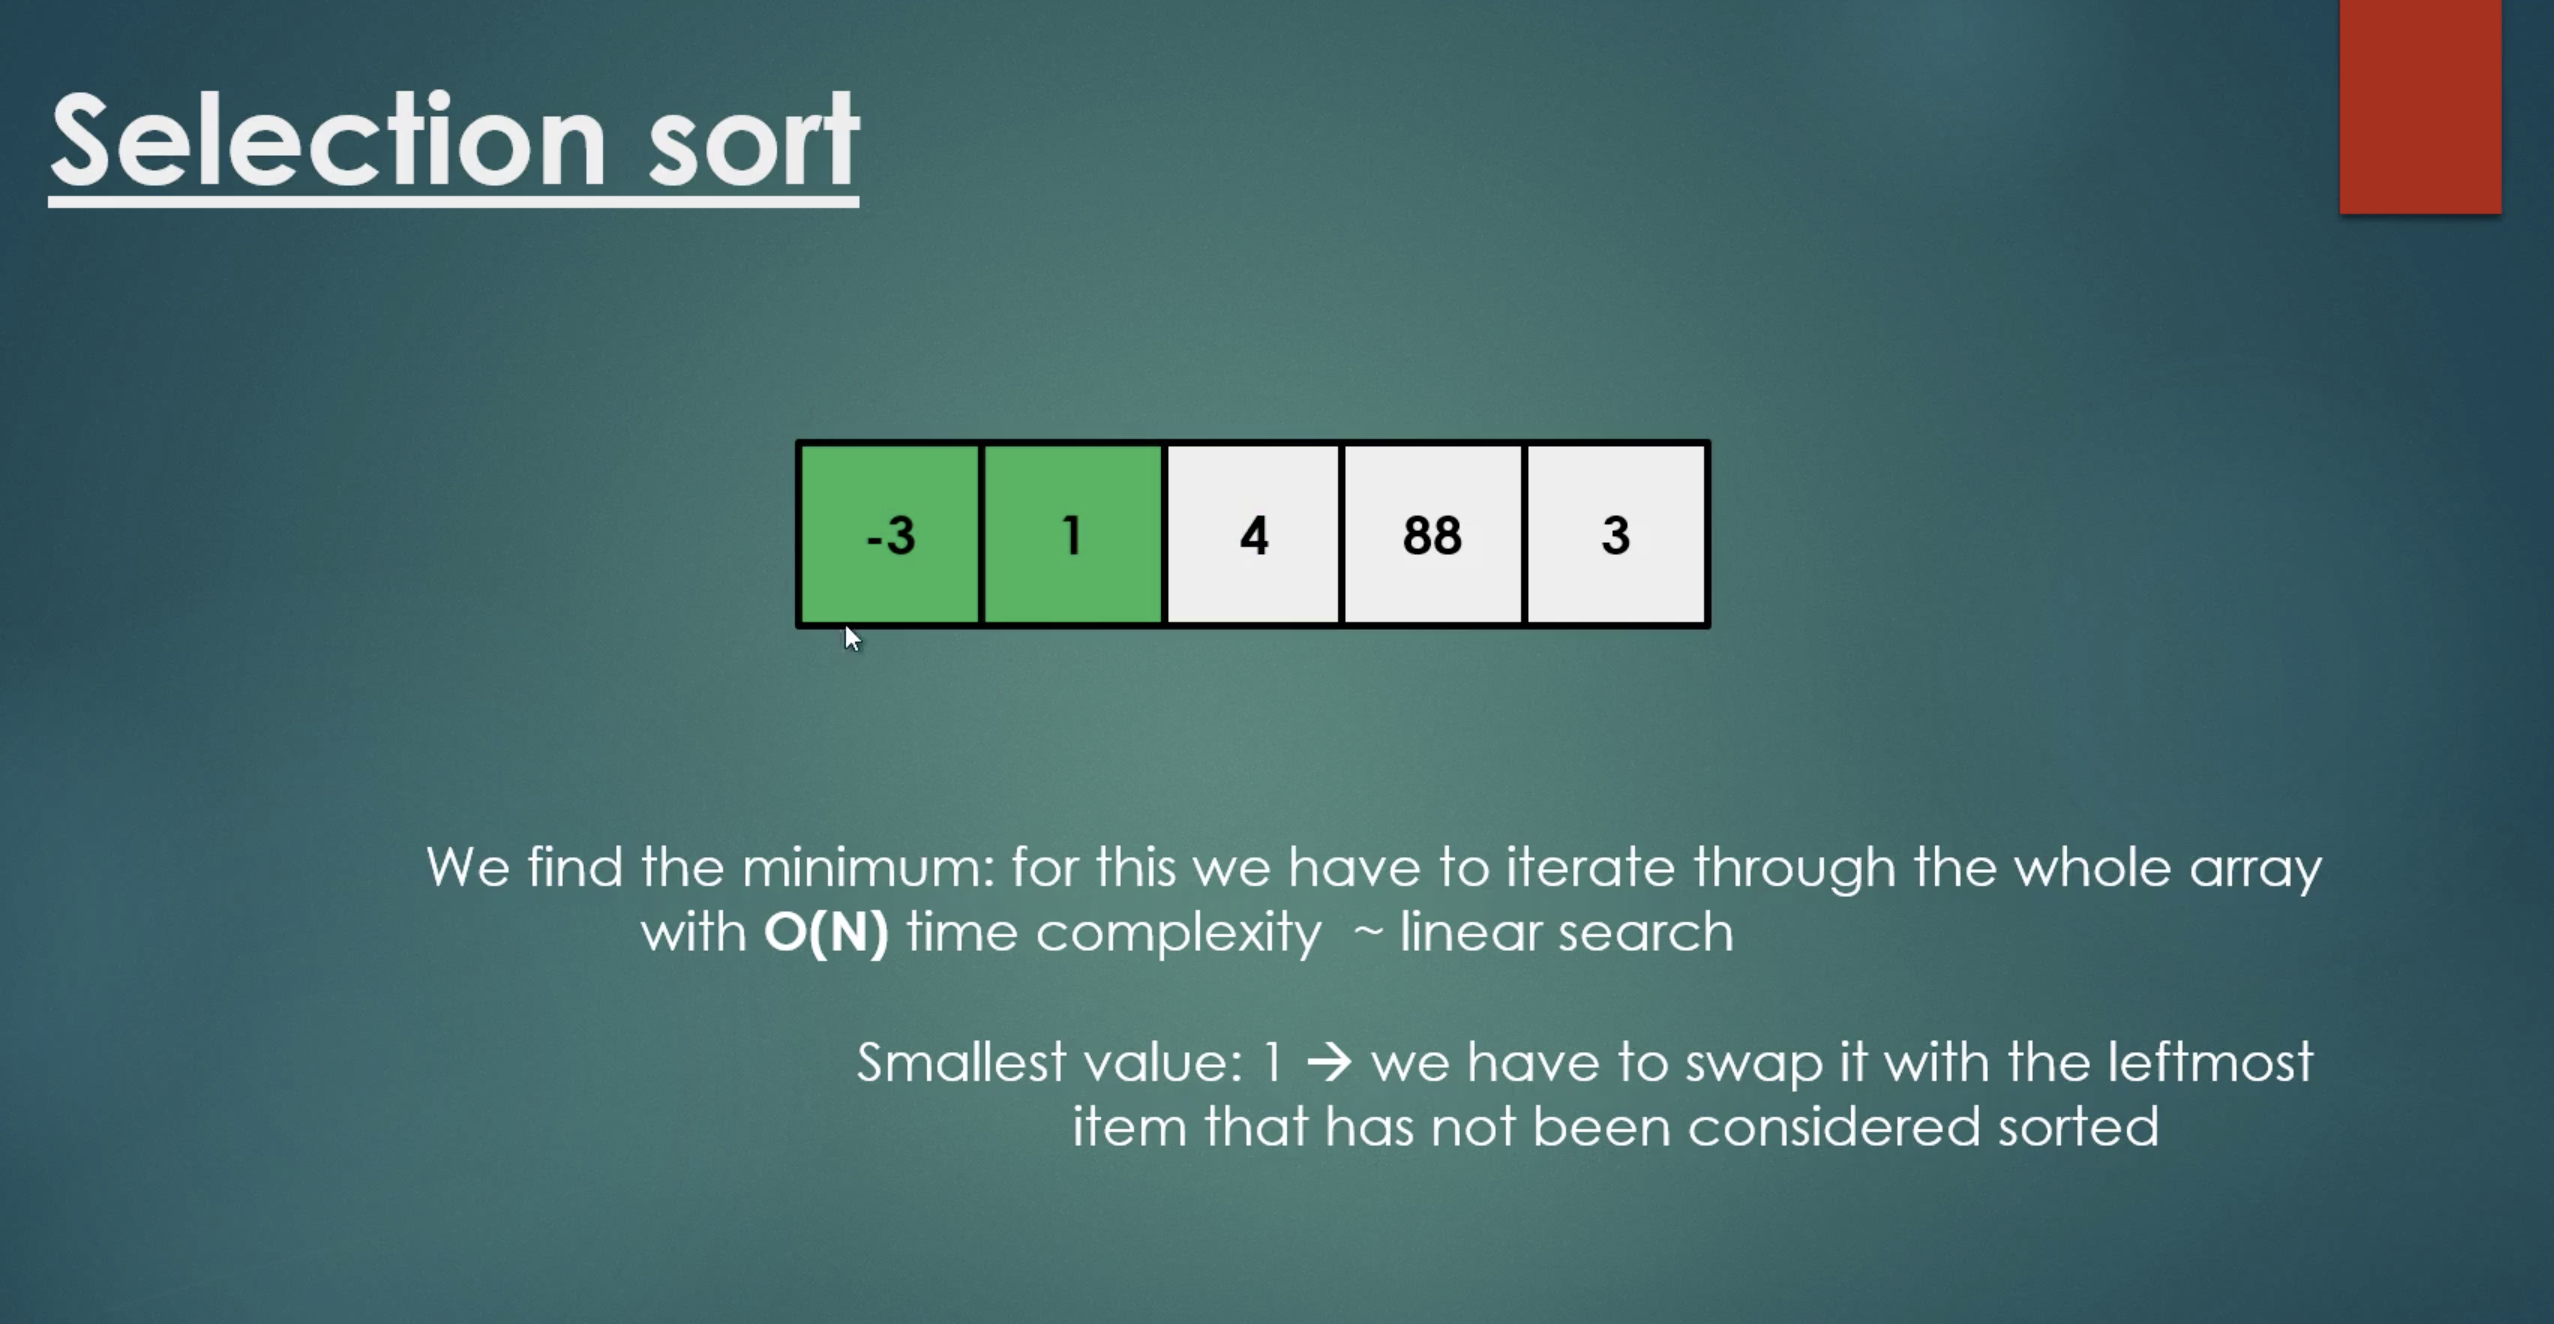 Selection sort
-3 1 4 88 3
We find the minimum: for this we have to iterate through the whole array
with O(N) time complexity ~ linear search
Smallest value: 1 → we have to swap it with the leftmost
item that has not been considered sorted